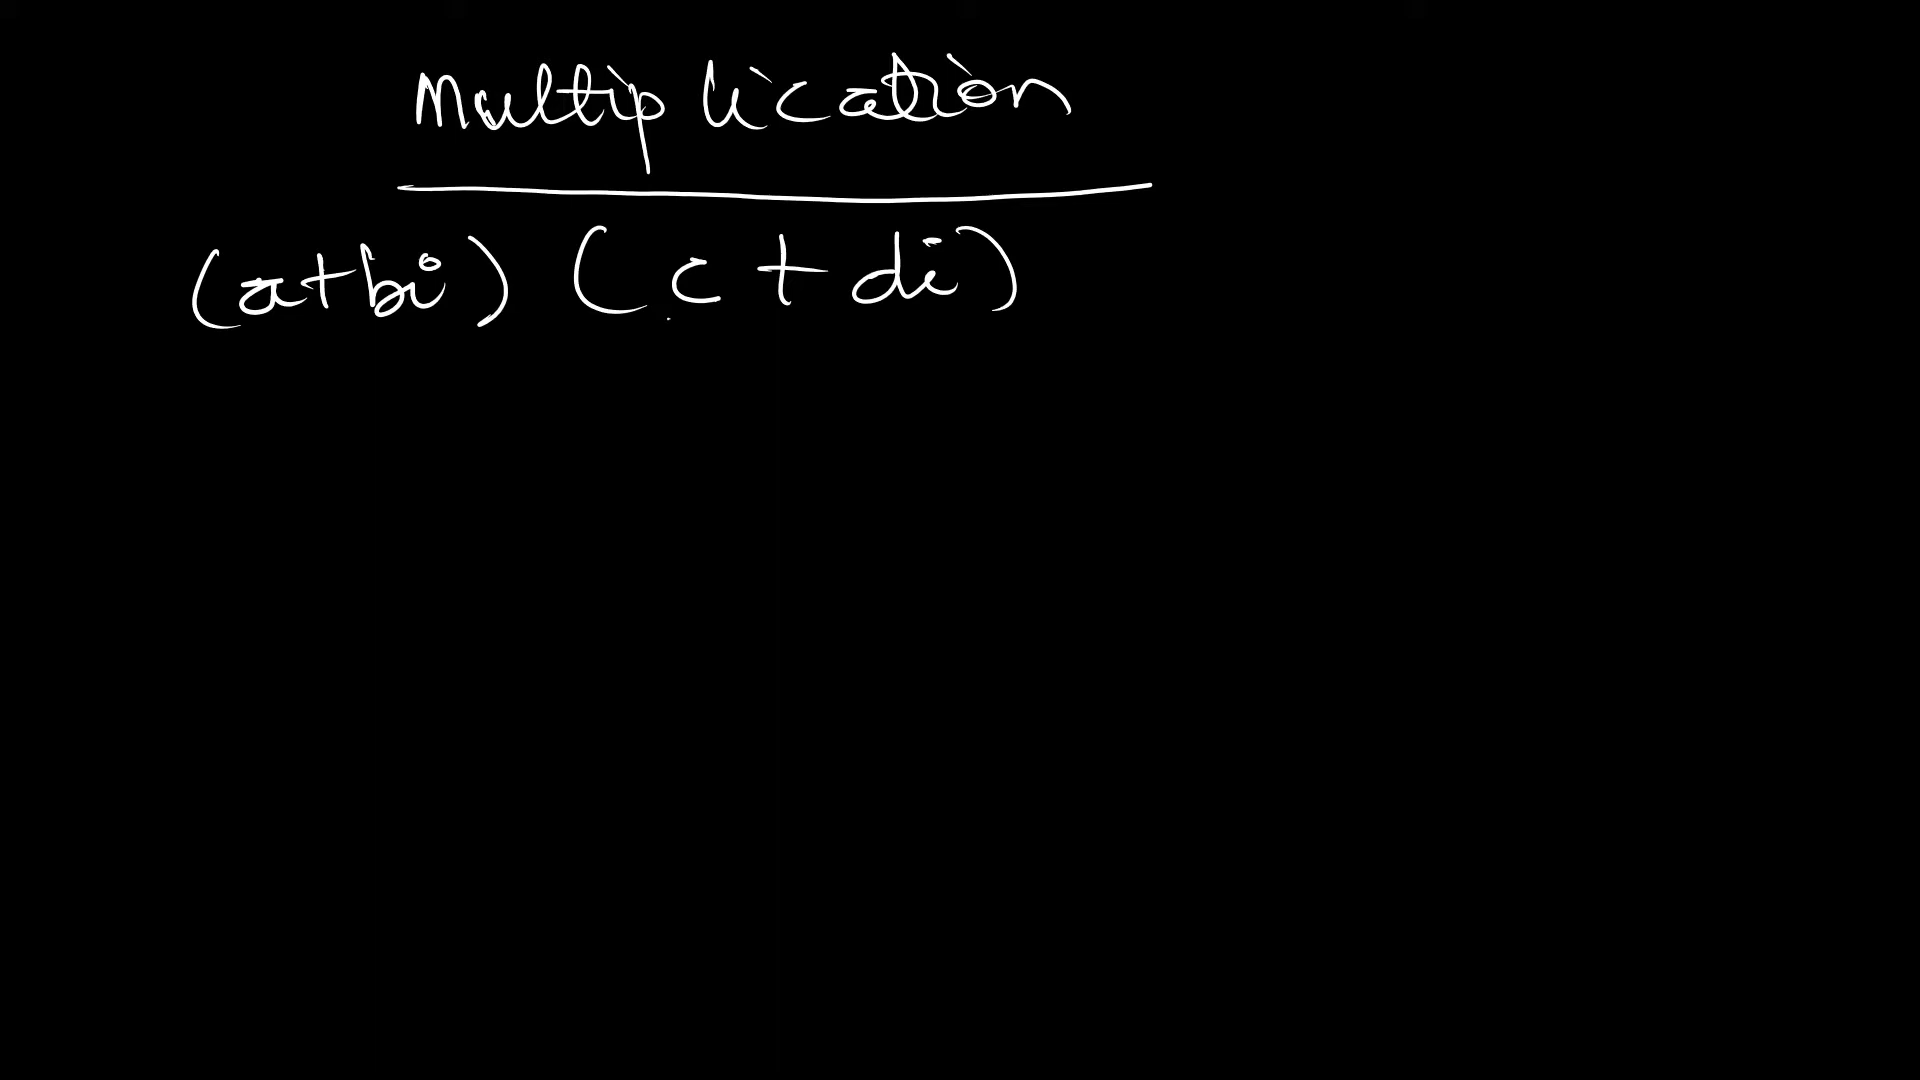 Multiplication
(a+bi) (c + di)